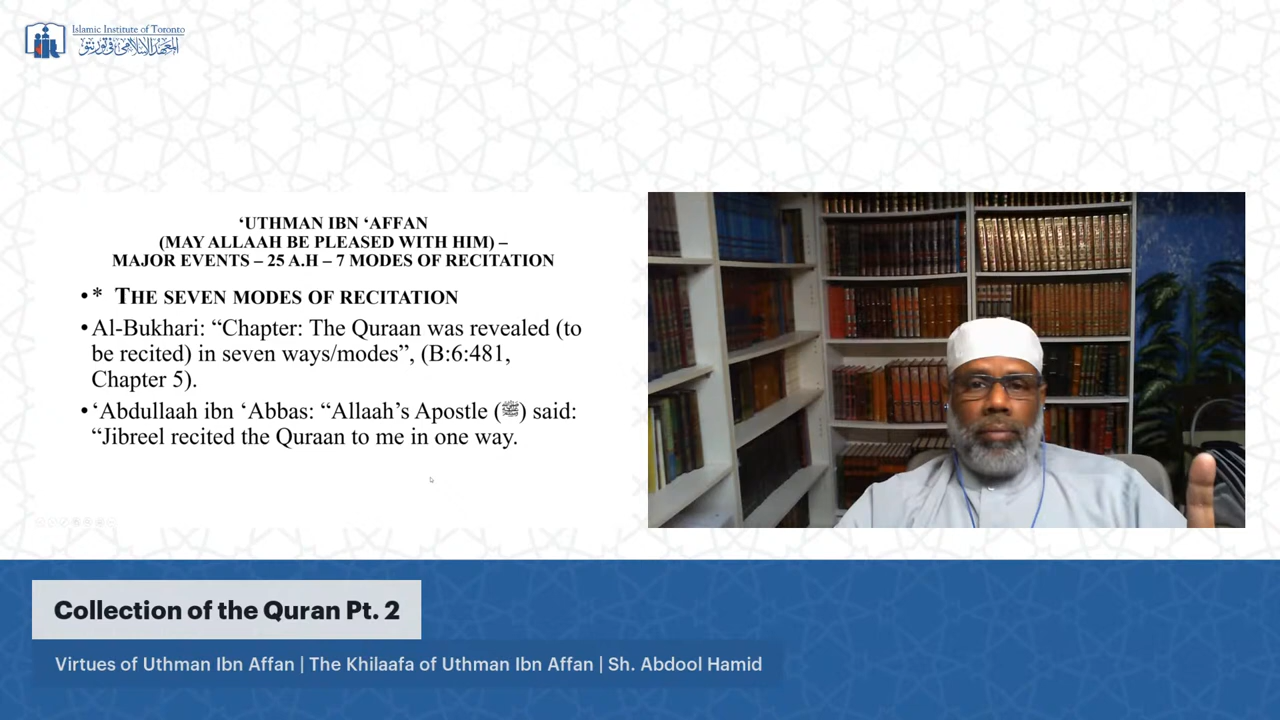 Islamic Institute of Toronto
المعهد الإسلامي في تورنتو
‘UTHMAN IBN ‘AFFAN
(MAY ALLAAH BE PLEASED WITH HIM) –
MAJOR EVENTS – 25 A.H – 7 MODES OF RECITATION
•* THE SEVEN MODES OF RECITATION
•Al-Bukhari: “Chapter: The Quraan was revealed (to
be recited) in seven ways/modes”, (B:6:481,
Chapter 5).
•‘Abdullaah ibn ‘Abbas: “Allaah’s Apostle (ﷺ) said:
“Jibreel recited the Quraan to me in one way.
Collection of the Quran Pt. 2
Virtues of Uthman Ibn Affan | The Khilaafa of Uthman Ibn Affan | Sh. Abdool Hamid